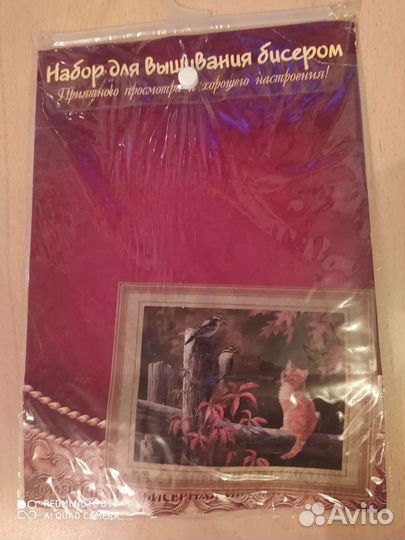 Набор для вышивания бисером
Приятного просмотра и хорошего настроения!
REDMI NOTE 8T
AI QUAD CAMERA
Avito